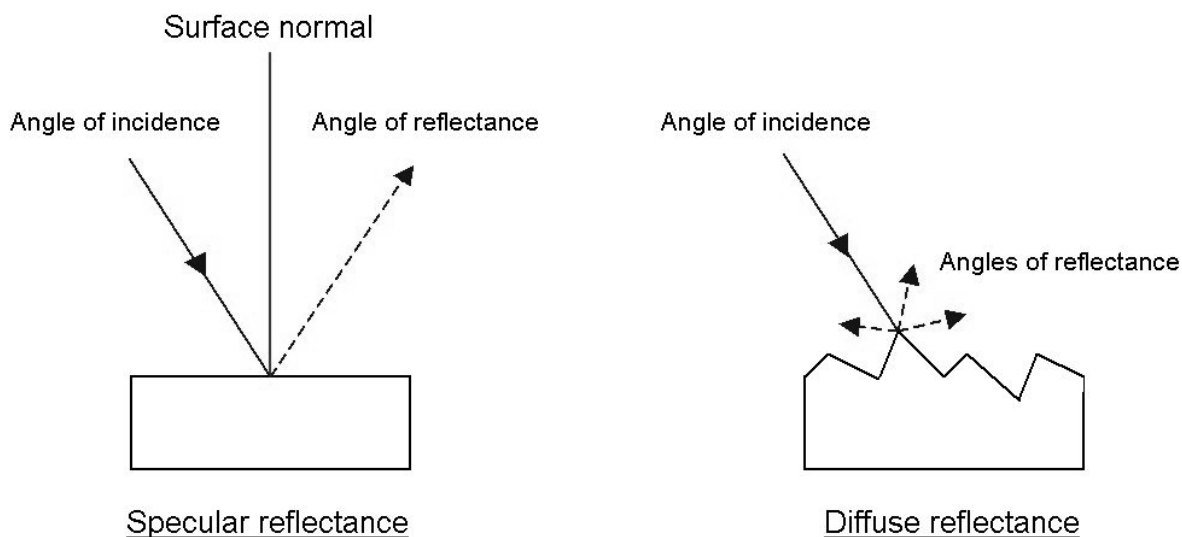 Surface normal
Angle of incidence
Angle of reflectance
Specular reflectance
Angle of incidence
Angles of reflectance
Diffuse reflectance